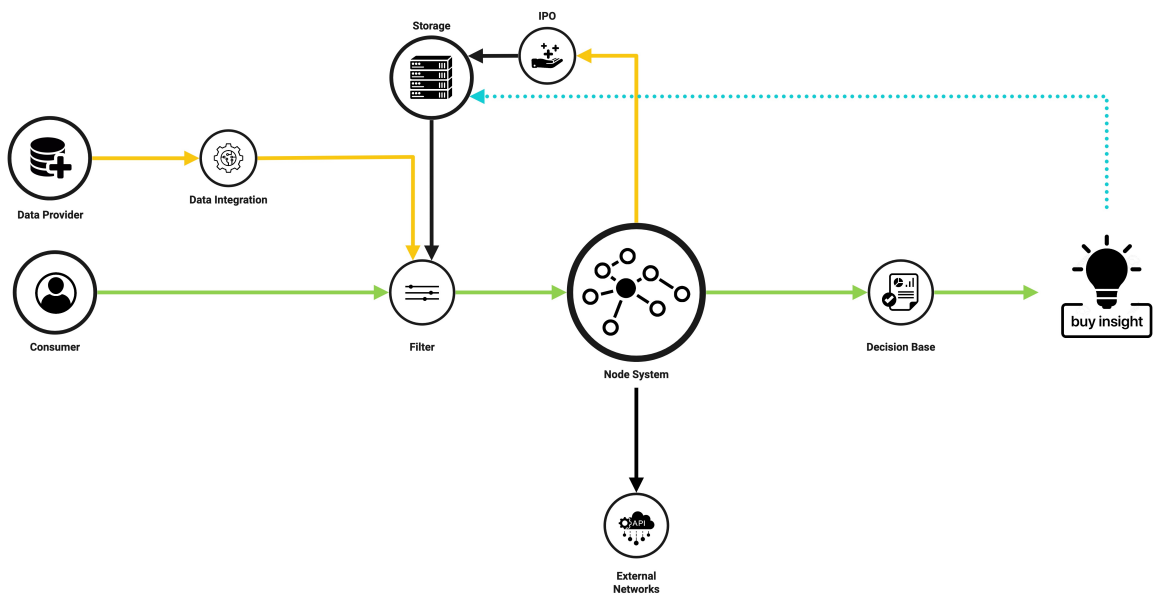 IPO
Storage
Data Provider
Data Integration
Consumer
Filter
Node System
Decision Base
buy insight
API
External
Networks